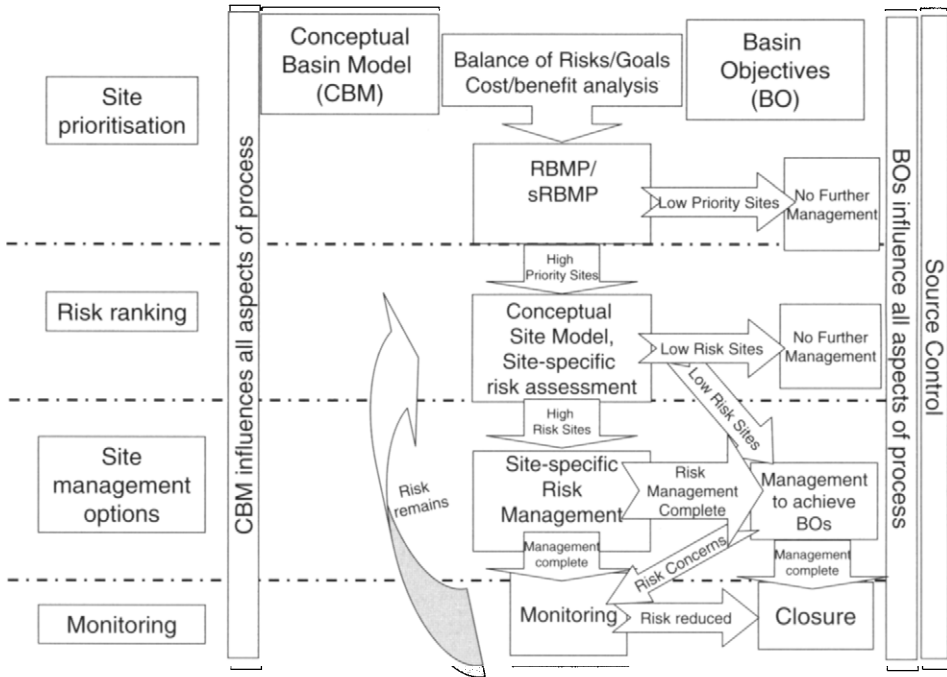 Conceptual
Basin Model
(CBM)
Balance of Risks/Goals
Cost/benefit analysis
Basin
Objectives
(BO)
Site
prioritisation
RBMP/
sRBMP
Low Priority Sites
No Further
Management
High
Priority Sites
Risk ranking
Conceptual
Site Model,
Site-specific
risk assessment
Low Risk Sites
No Further
Management
Low Risk Sites
High
Risk Sites
Site
management
options
Risk
remains
Site-specific
Risk
Management
Risk
Management
Complete
Management
to achieve
BOs
Management
complete
Risk Concerns
Management
complete
Monitoring
Monitoring
Risk reduced
Closure
CBM influences all aspects of process
BOs influence all aspects of process
Source Control